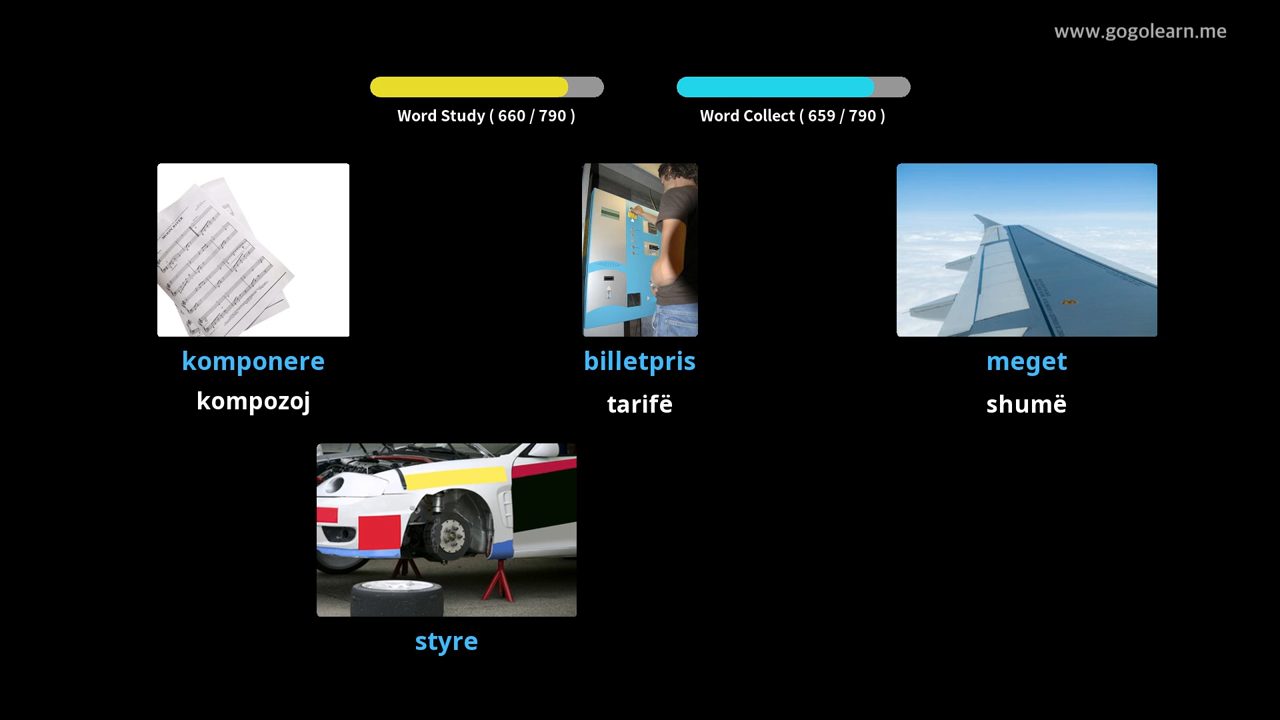 www.gogolearn.me
Word Study ( 660 / 790 )
Word Collect ( 659 / 790 )
komponere
billetpris
meget
kompozoj
tarifë
shumë
styre